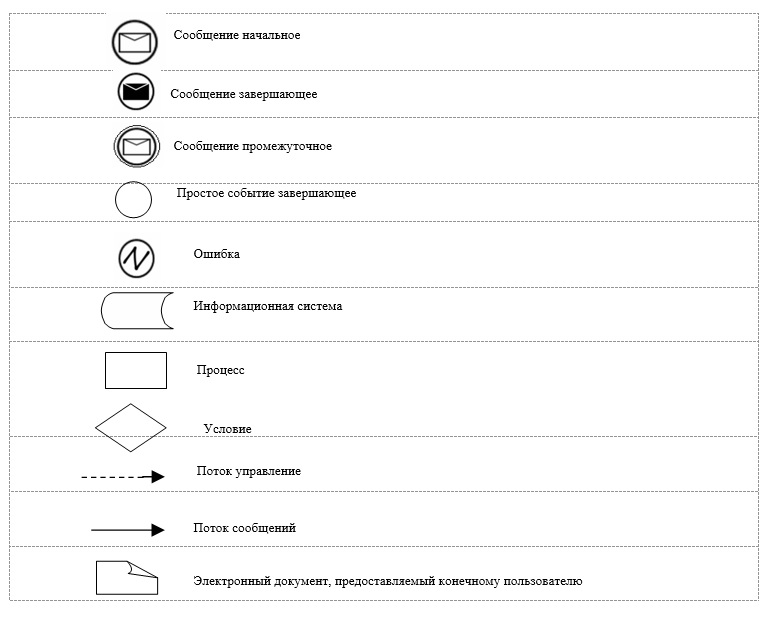 Сообщение начальное
Сообщение завершающее
Сообщение промежуточное
Простое событие завершающее
Ошибка
Информационная система
Процесс
Условие
Поток управление
Поток сообщений
Электронный документ, предоставляемый конечному пользователю